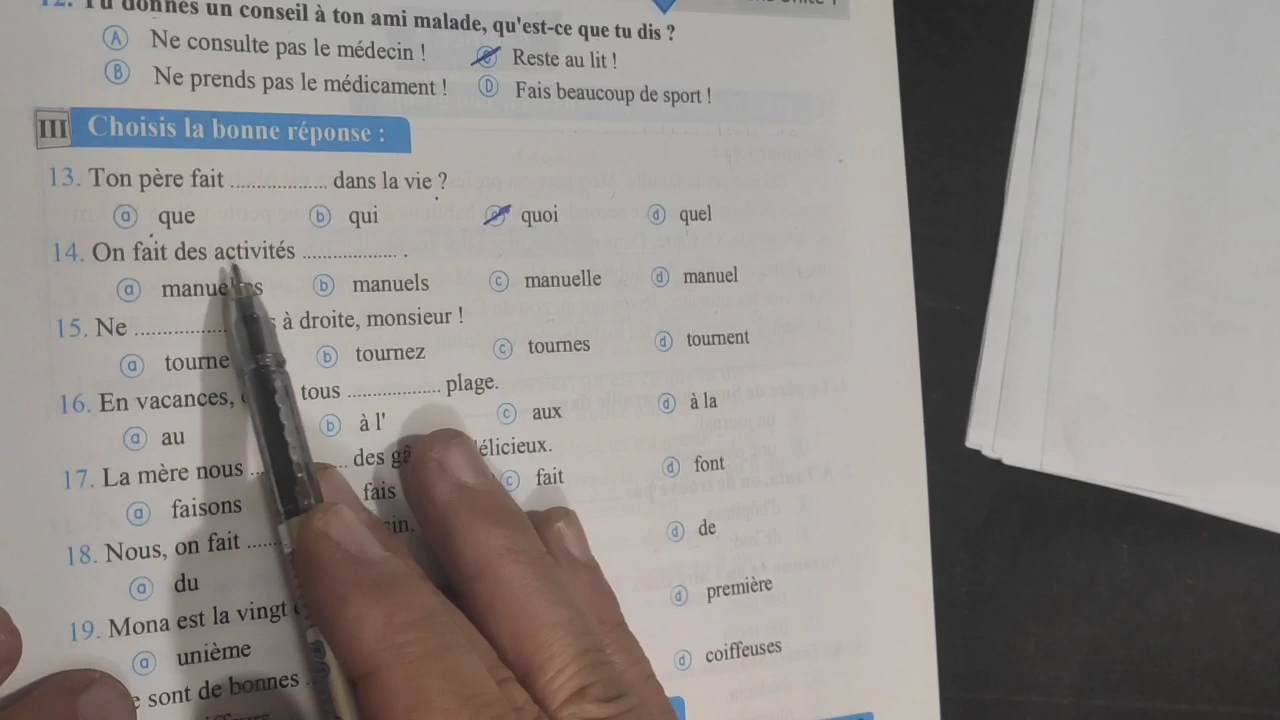 donnes un conseil à ton ami malade, qu'est-ce que tu dis ?
A Ne consulte pas le médecin ! Reste au lit !
B Ne prends pas le médicament ! D Fais beaucoup de sport !
III Choisis la bonne réponse :
13. Ton père fait .................. dans la vie ?
a que b qui quoi d quel
14. On fait des activités ................... .
a b manuels c manuelle d manuel
15. Ne .................. à droite, monsieur !
a tourne b tournez c tournes d tournent
16. En vacances, tous .................. plage.
a au b à l' c aux d à la
17. La mère nous .................. des
a faisons fais c fait d font
18. Nous, on fait .......
a du d de
19. Mona est la vingt
a unième d première
sont de bonnes
d coiffeuses